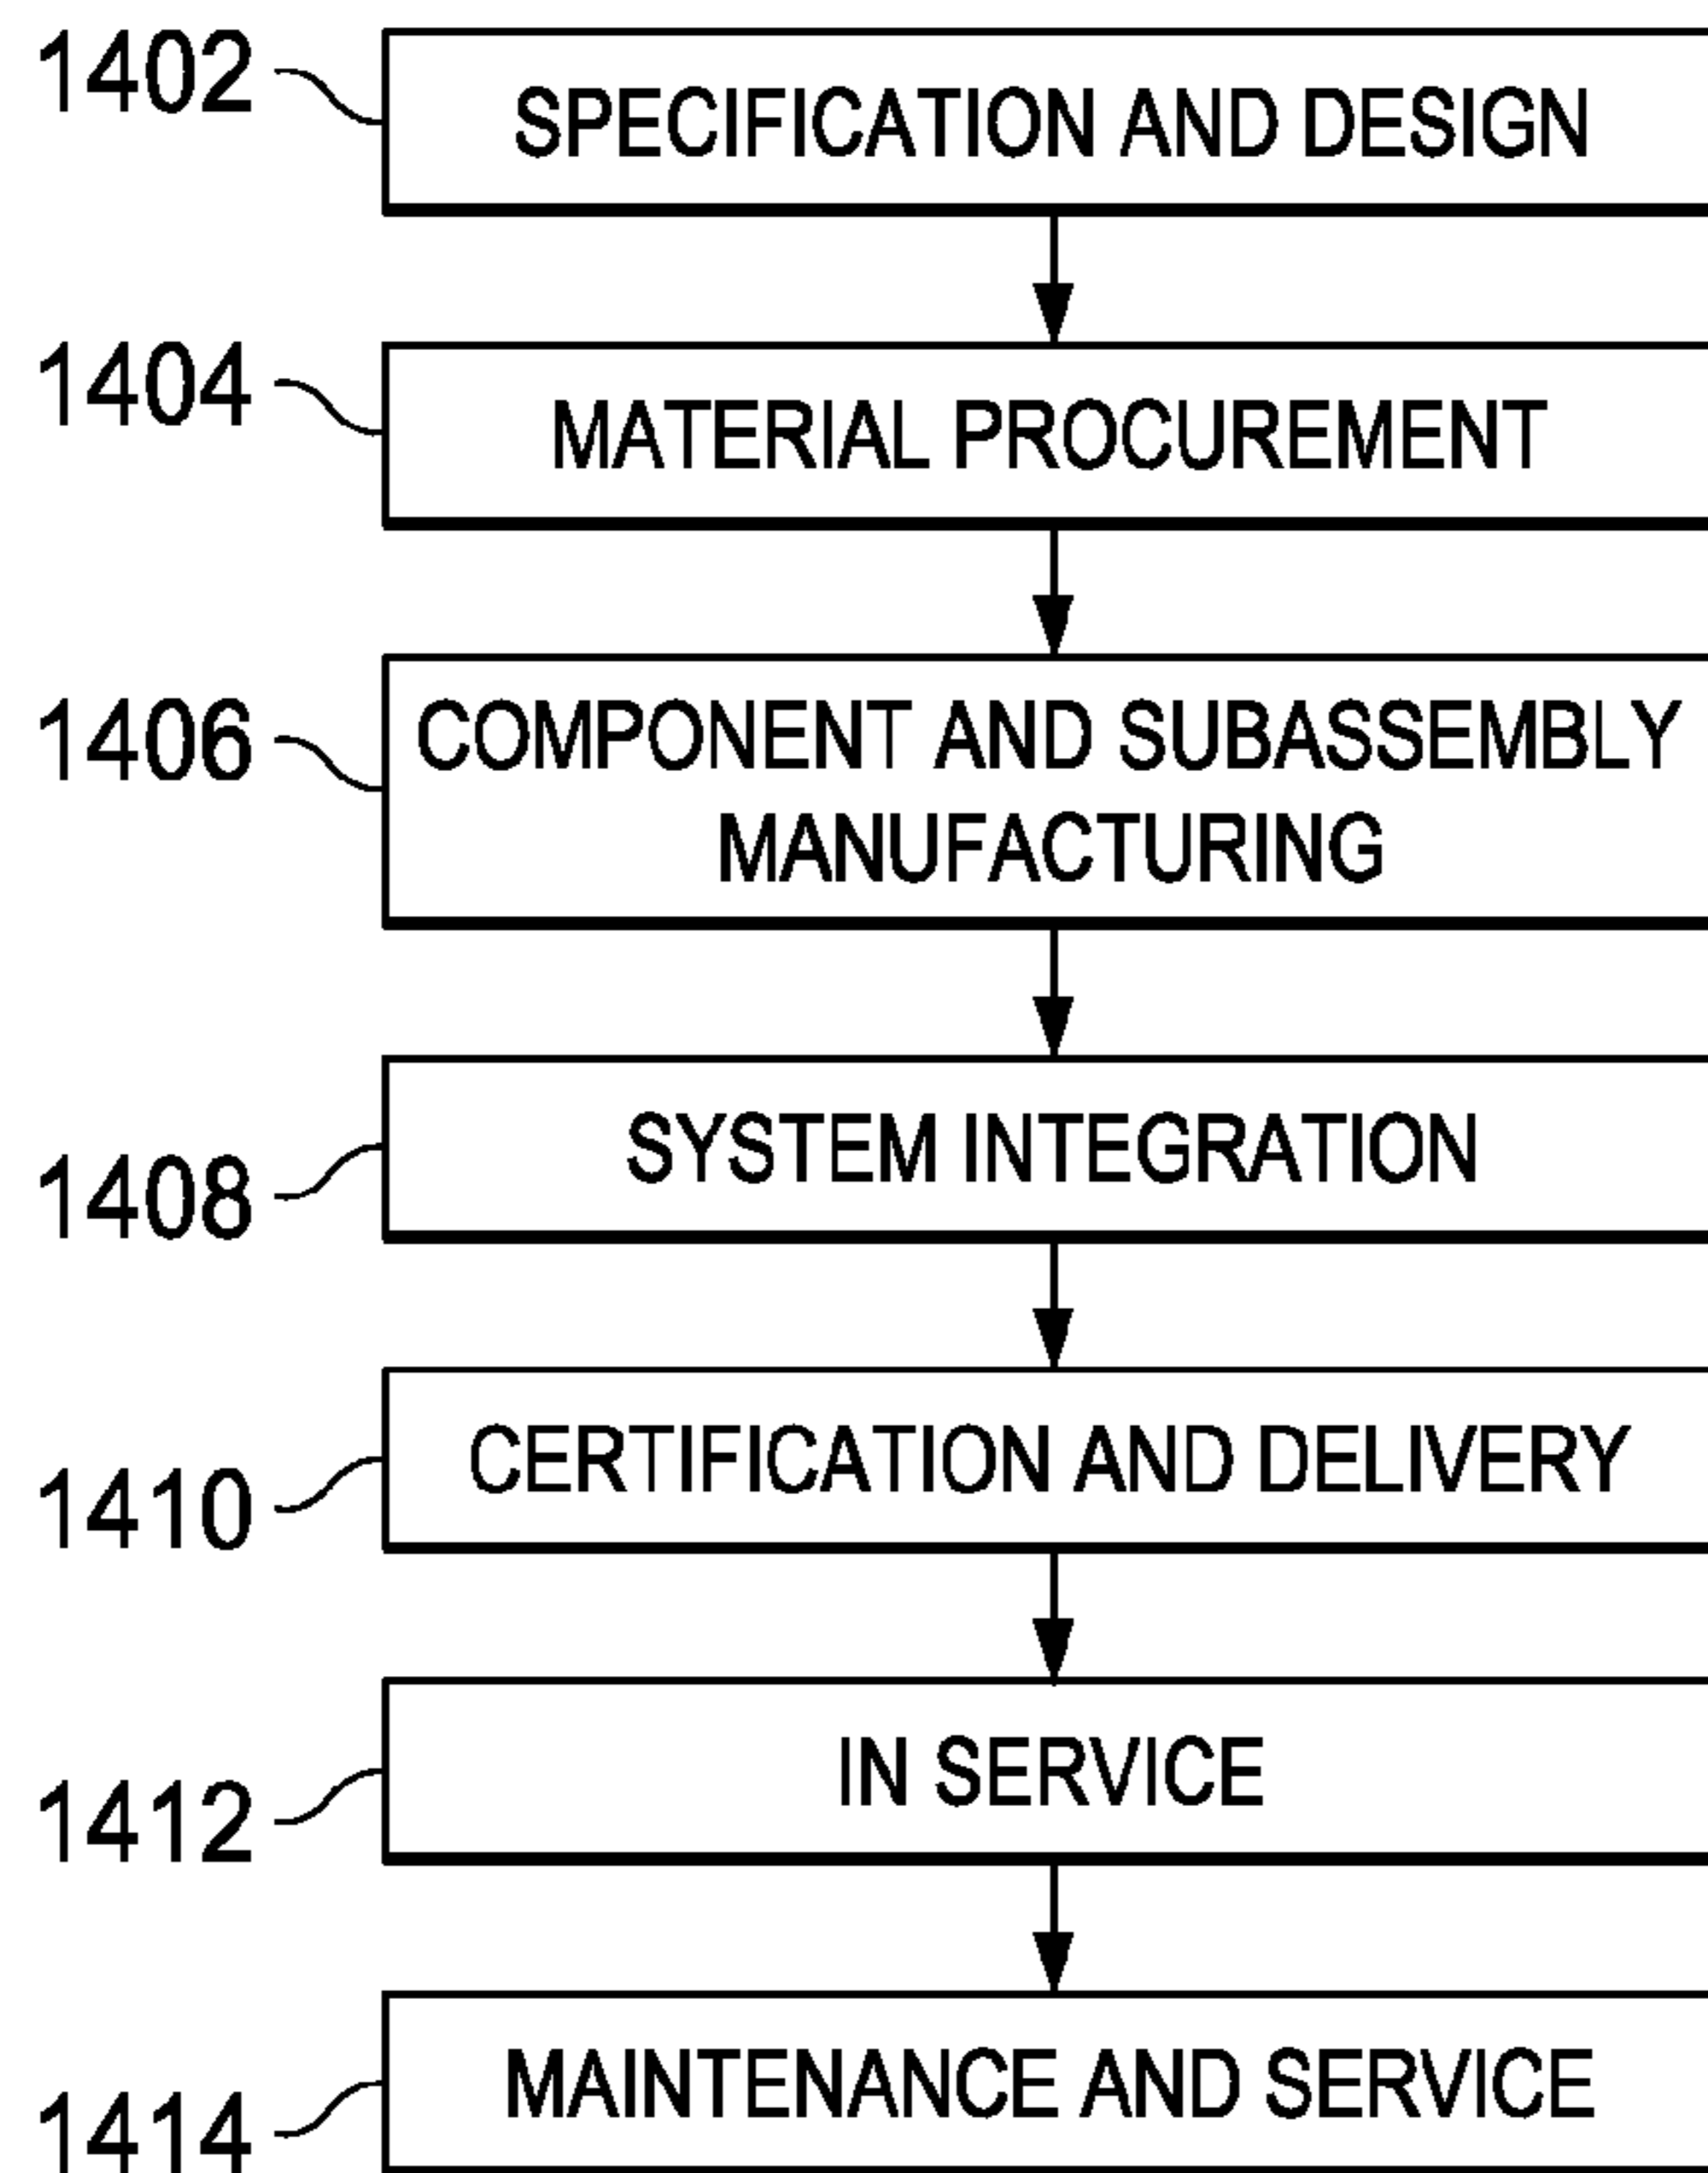 1402
SPECIFICATION AND DESIGN
1404
MATERIAL PROCUREMENT
1406
COMPONENT AND SUBASSEMBLY
MANUFACTURING
1408
SYSTEM INTEGRATION
1410
CERTIFICATION AND DELIVERY
1412
IN SERVICE
1414
MAINTENANCE AND SERVICE